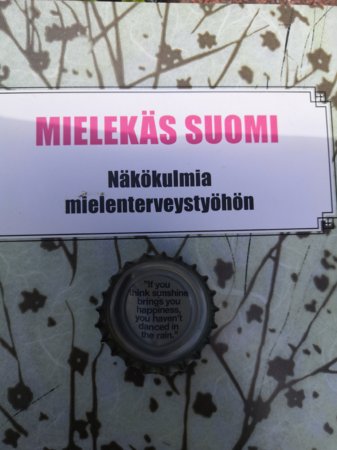 MIELEKÄS SUOMI
Näkökulmia
mielenterveystyöhön
"If you
think sunshine
brings you
happiness,
you haven't
danced in
the rain."